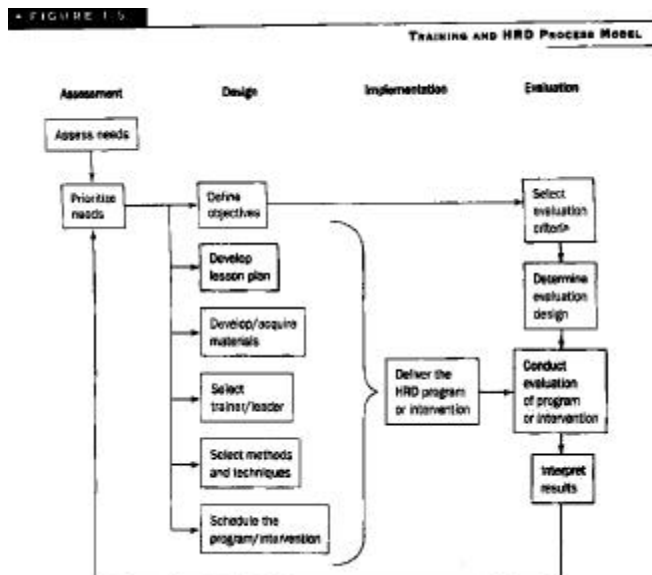 FIGURE 1-5
TRAINING AND HRD PROCESS MODEL
Assessment
Design
Implementation
Evaluation
Assess needs
Prioritize
needs
Define
objectives
Develop
lesson plan
Develop/acquire
materials
Select
trainer/leader
Select methods
and techniques
Schedule the
program/intervention
Deliver the
HRD program
or intervention
Select
evaluation
criteria
Determine
evaluation
design
Conduct
evaluation
of program
or intervention
Interpret
results